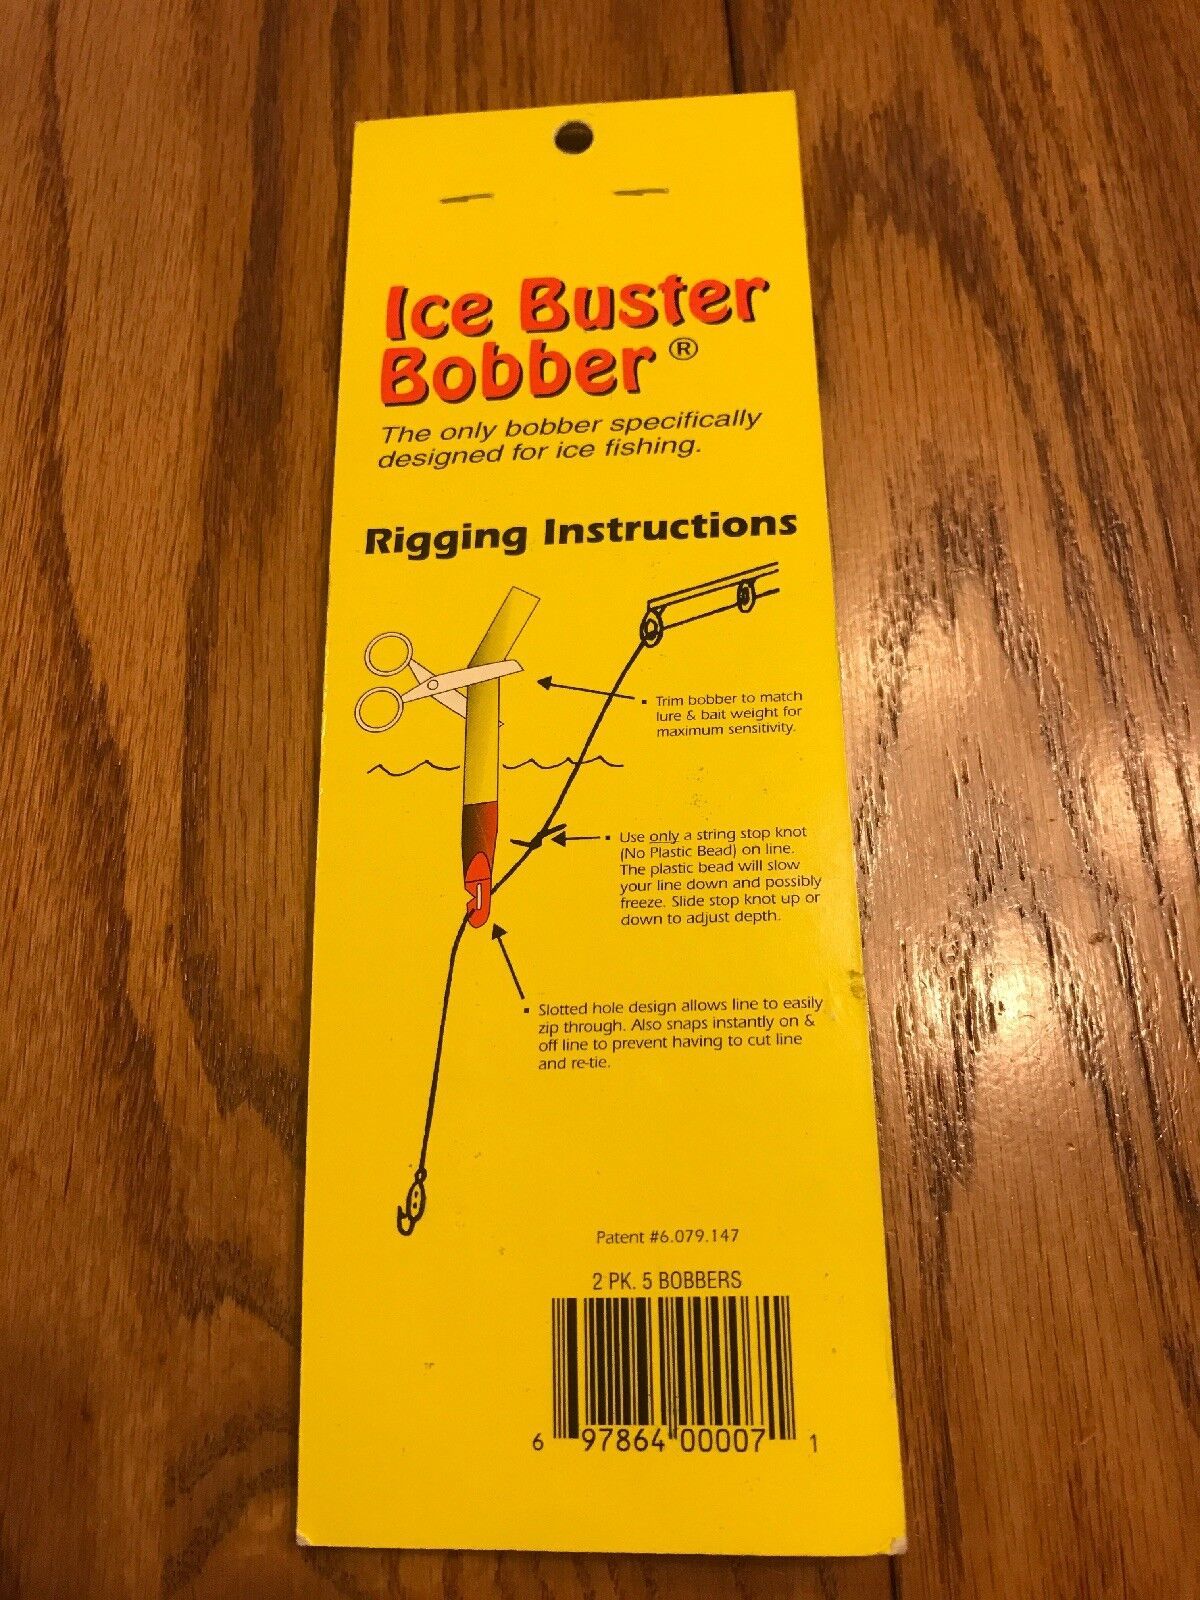 Ice Buster
Bobber ®
The only bobber specifically
designed for ice fishing.
Rigging Instructions
▪ Trim bobber to match
lure & bait weight for
maximum sensitivity.
▪ Use only a string stop knot
(No Plastic Bead) on line.
The plastic bead will slow
your line down and possibly
freeze. Slide stop knot up or
down to adjust depth.
▪ Slotted hole design allows line to easily
zip through. Also snaps instantly on &
off line to prevent having to cut line
and re-tie.
Patent #6.079.147
2 PK. 5 BOBBERS
6 97864 00007 1